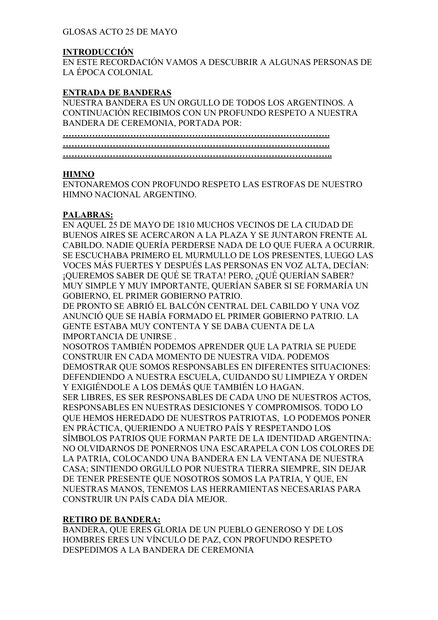 GLOSAS ACTO 25 DE MAYO
INTRODUCCIÓN
EN ESTE RECORDACIÓN VAMOS A DESCUBRIR A ALGUNAS PERSONAS DE
LA ÉPOCA COLONIAL
ENTRADA DE BANDERAS
NUESTRA BANDERA ES UN ORGULLO DE TODOS LOS ARGENTINOS. A
CONTINUACIÓN RECIBIMOS CON UN PROFUNDO RESPETO A NUESTRA
BANDERA DE CEREMONIA, PORTADA POR:
……………………………………………………………………………….
……………………………………………………………………………….
………………………………………………………………………………..
HIMNO
ENTONAREMOS CON PROFUNDO RESPETO LAS ESTROFAS DE NUESTRO
HIMNO NACIONAL ARGENTINO.
PALABRAS:
EN AQUEL 25 DE MAYO DE 1810 MUCHOS VECINOS DE LA CIUDAD DE
BUENOS AIRES SE ACERCARON A LA PLAZA Y SE JUNTARON FRENTE AL
CABILDO. NADIE QUERÍA PERDERSE NADA DE LO QUE FUERA A OCURRIR.
SE ESCUCHABA PRIMERO EL MURMULLO DE LOS PRESENTES, LUEGO LAS
VOCES MÁS FUERTES Y DESPUÉS LAS PERSONAS EN VOZ ALTA, DECÍAN:
¡QUEREMOS SABER DE QUÉ SE TRATA! PERO, ¿QUÉ QUERÍAN SABER?
MUY SIMPLE Y MUY IMPORTANTE, QUERÍAN SABER SI SE FORMARÍA UN
GOBIERNO, EL PRIMER GOBIERNO PATRIO.
DE PRONTO SE ABRIÓ EL BALCÓN CENTRAL DEL CABILDO Y UNA VOZ
ANUNCIÓ QUE SE HABÍA FORMADO EL PRIMER GOBIERNO PATRIO. LA
GENTE ESTABA MUY CONTENTA Y SE DABA CUENTA DE LA
IMPORTANCIA DE UNIRSE .
NOSOTROS TAMBIÉN PODEMOS APRENDER QUE LA PATRIA SE PUEDE
CONSTRUIR EN CADA MOMENTO DE NUESTRA VIDA. PODEMOS
DEMOSTRAR QUE SOMOS RESPONSABLES EN DIFERENTES SITUACIONES:
DEFENDIENDO A NUESTRA ESCUELA, CUIDANDO SU LIMPIEZA Y ORDEN
Y EXIGIÉNDOLE A LOS DEMÁS QUE TAMBIÉN LO HAGAN.
SER LIBRES, ES SER RESPONSABLES DE CADA UNO DE NUESTROS ACTOS,
RESPONSABLES EN NUESTRAS DESICIONES Y COMPROMISOS. TODO LO
QUE HEMOS HEREDADO DE NUESTROS PATRIOTAS,  LO PODEMOS PONER
EN PRÁCTICA, QUERIENDO A NUETRO PAÍS Y RESPETANDO LOS
SÍMBOLOS PATRIOS QUE FORMAN PARTE DE LA IDENTIDAD ARGENTINA:
NO OLVIDARNOS DE PONERNOS UNA ESCARAPELA CON LOS COLORES DE
LA PATRIA, COLOCANDO UNA BANDERA EN LA VENTANA DE NUESTRA
CASA; SINTIENDO ORGULLO POR NUESTRA TIERRA SIEMPRE, SIN DEJAR
DE TENER PRESENTE QUE NOSOTROS SOMOS LA PATRIA, Y QUE, EN
NUESTRAS MANOS, TENEMOS LAS HERRAMIENTAS NECESARIAS PARA
CONSTRUIR UN PAÍS CADA DÍA MEJOR.
RETIRO DE BANDERA:
BANDERA, QUE ERES GLORIA DE UN PUEBLO GENEROSO Y DE LOS
HOMBRES ERES UN VÍNCULO DE PAZ, CON PROFUNDO RESPETO
DESPEDIMOS A LA BANDERA DE CEREMONIA